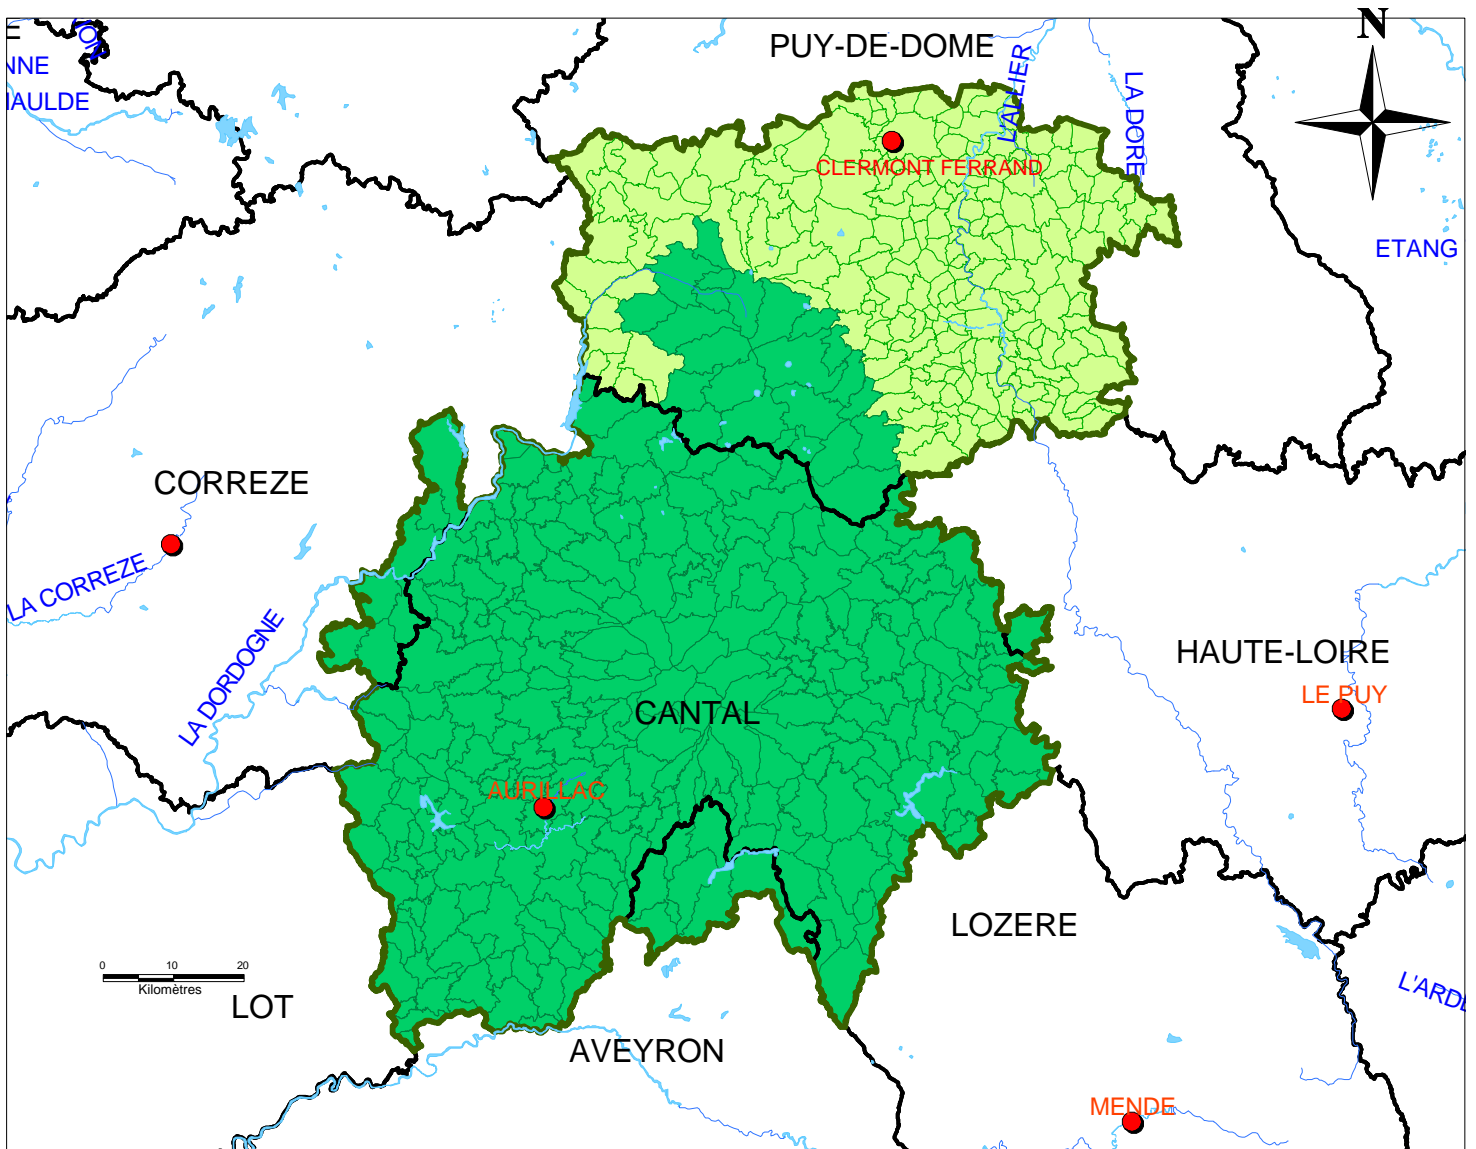 N
PUY-DE-DOME
NNE
AULDE
L'ALLIER
LA DORE
CLERMONT FERRAND
ETANG
CORREZE
LA CORREZE
LA DORDOGNE
HAUTE-LOIRE
LE PUY
CANTAL
AURILLAC
LOZERE
0 10 20
Kilomètres
LOT
L'ARD
AVEYRON
MENDE